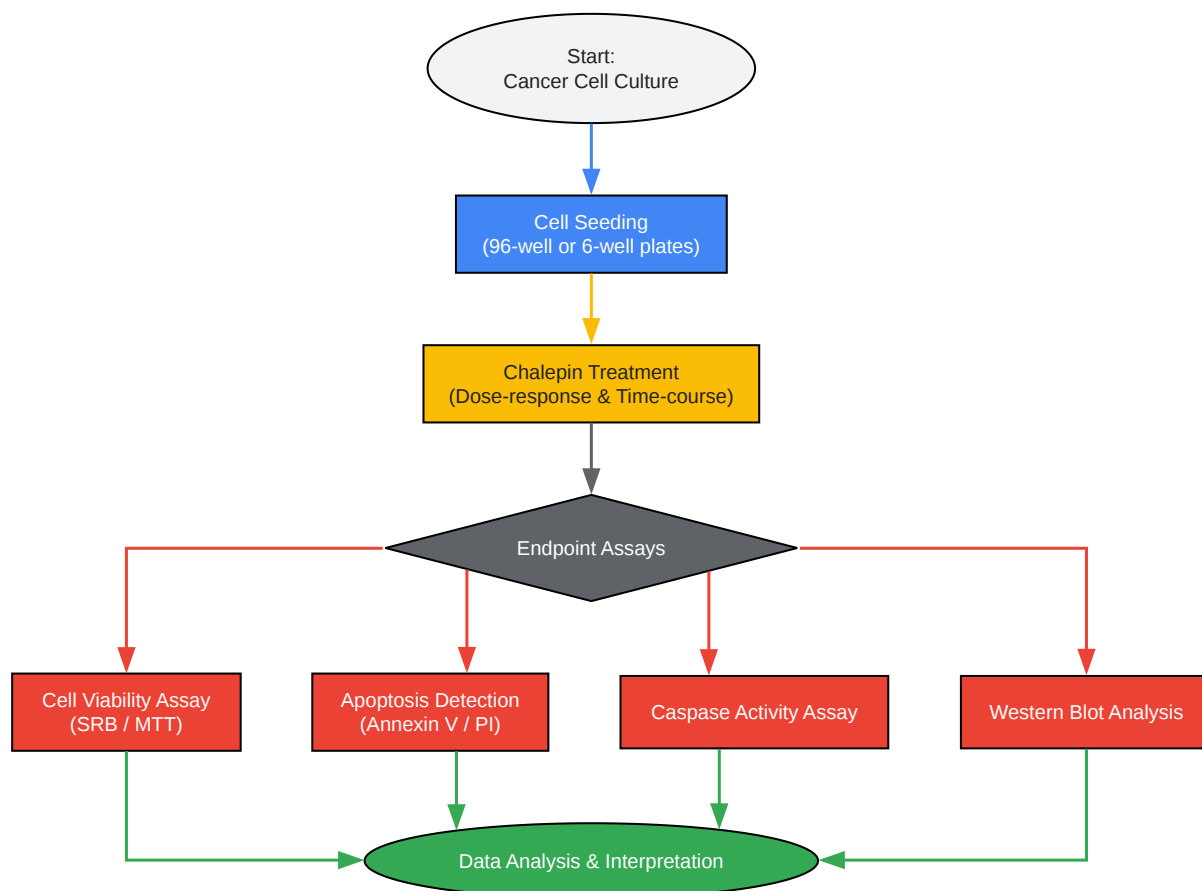 Start:
Cancer Cell Culture
Cell Seeding
(96-well or 6-well plates)
Chalepin Treatment
(Dose-response & Time-course)
Endpoint Assays
Cell Viability Assay
(SRB / MTT)
Apoptosis Detection
(Annexin V / PI)
Caspase Activity Assay
Western Blot Analysis
Data Analysis & Interpretation